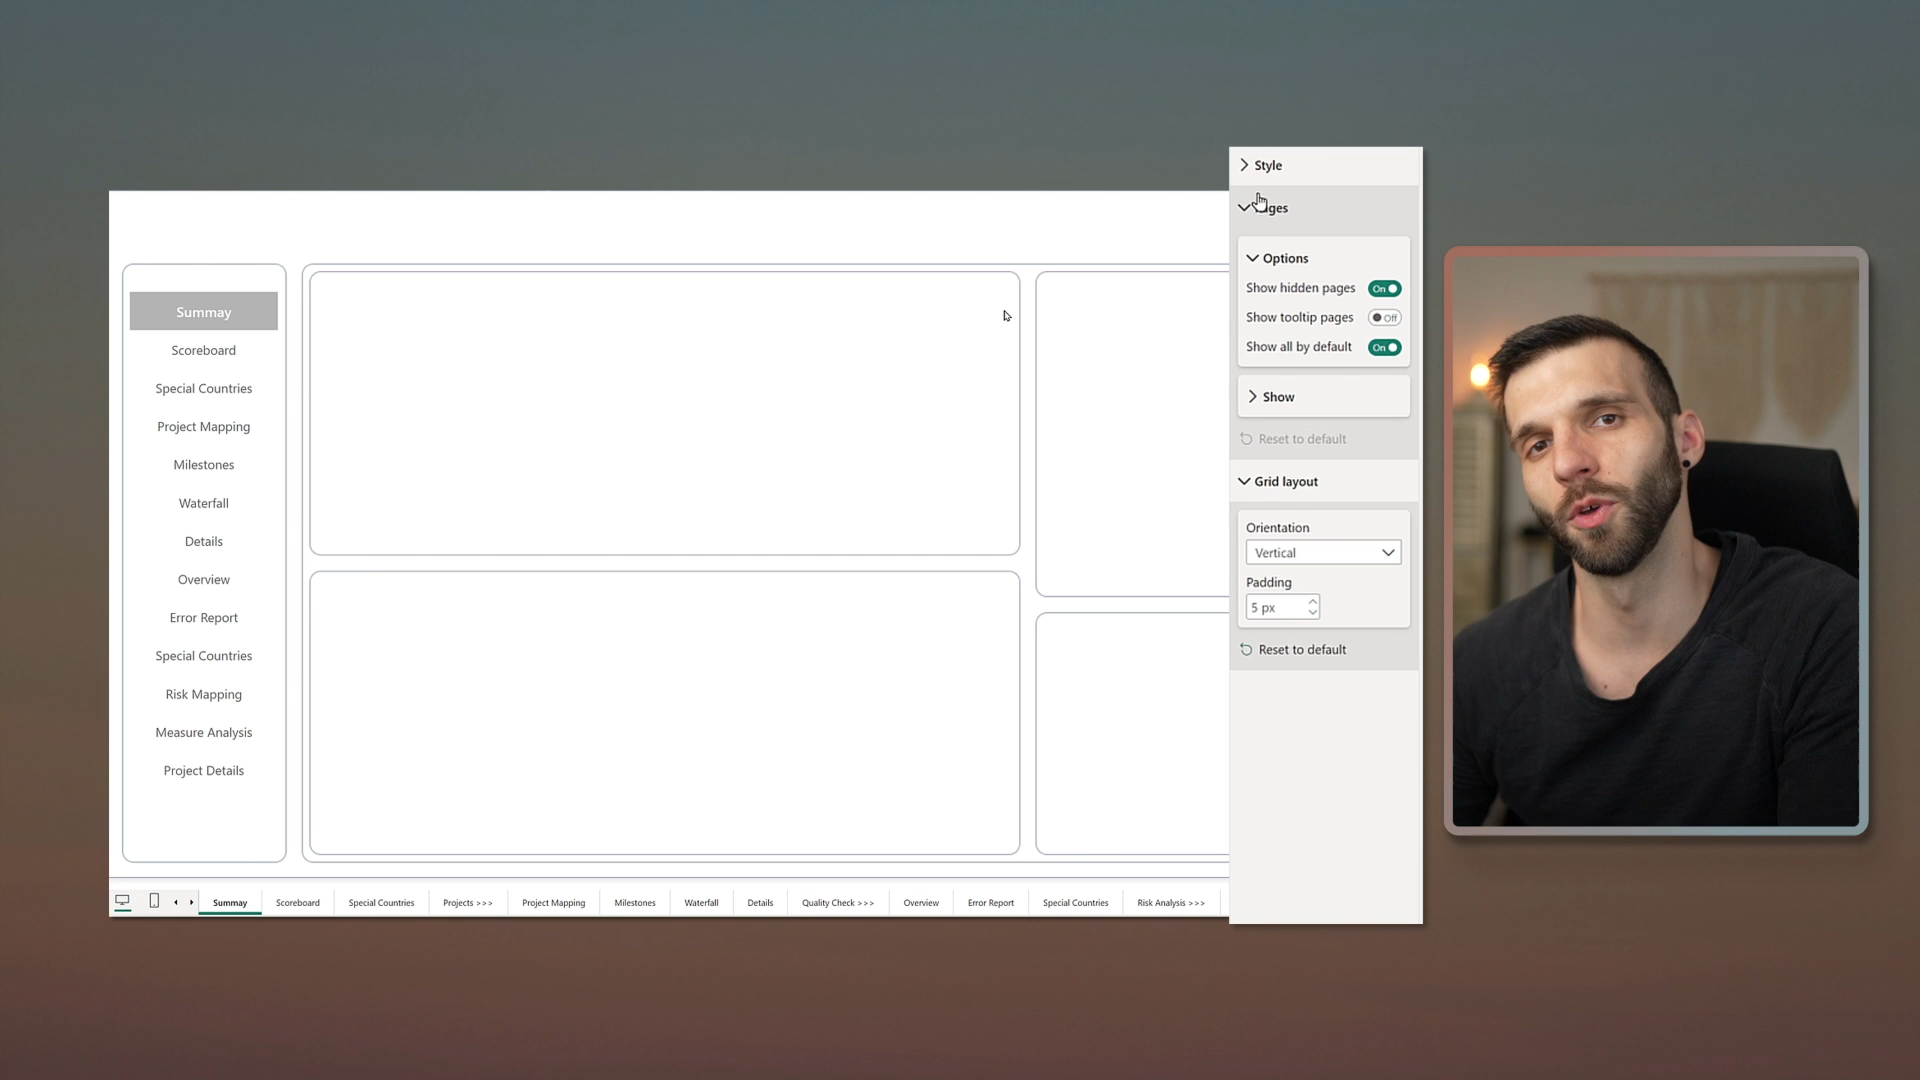 Style
Pages
Options
Show hidden pages On
Show tooltip pages Off
Show all by default On
Show
Reset to default
Grid layout
Orientation
Vertical
Padding
5 px
Reset to default
Summay
Scoreboard
Special Countries
Project Mapping
Milestones
Waterfall
Details
Overview
Error Report
Special Countries
Risk Mapping
Measure Analysis
Project Details
Summay Scoreboard Special Countries Projects >>> Project Mapping Milestones Waterfall Details Quality Check >>> Overview Error Report Special Countries Risk Analysis >>>